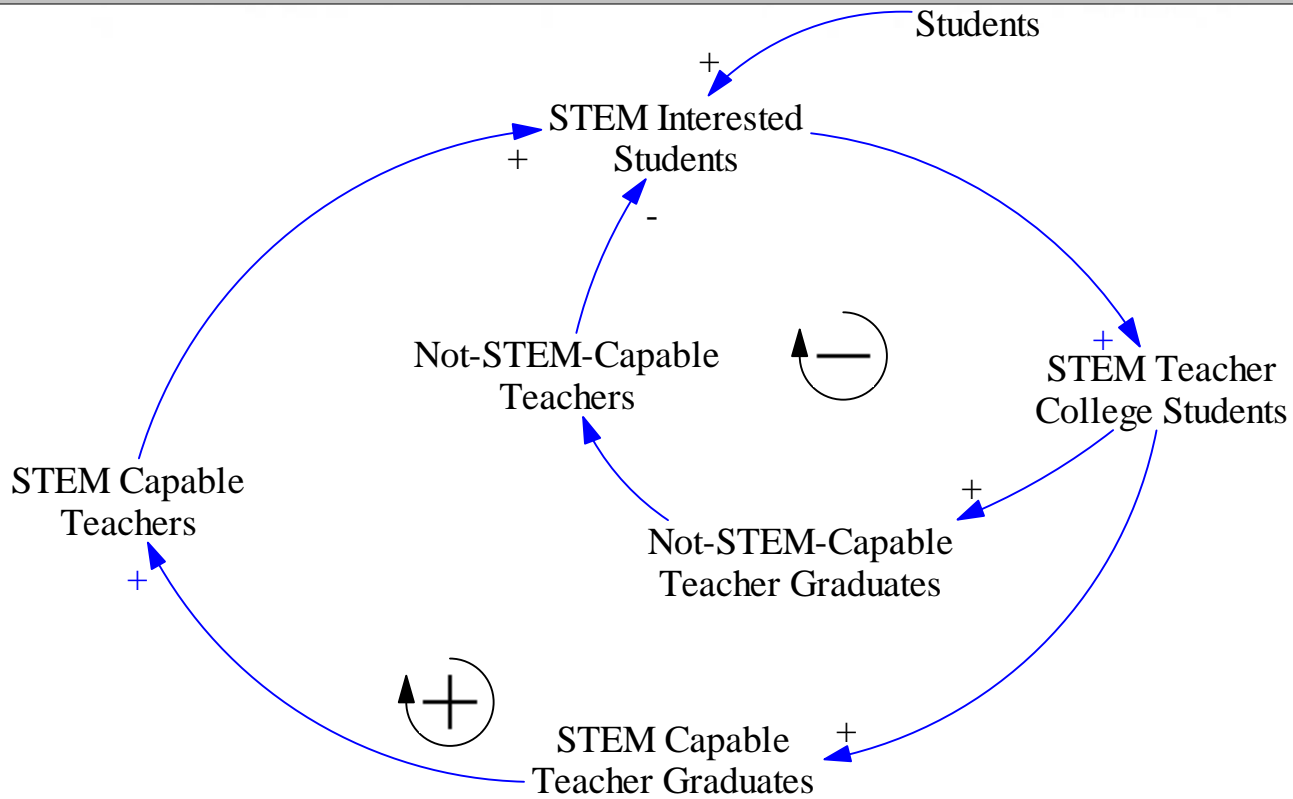 Students
+
STEM Interested
Students
+
-
+
Not-STEM-Capable
Teachers
−
STEM Teacher
College Students
STEM Capable
Teachers
+
Not-STEM-Capable
Teacher Graduates
+
+
+
STEM Capable
Teacher Graduates